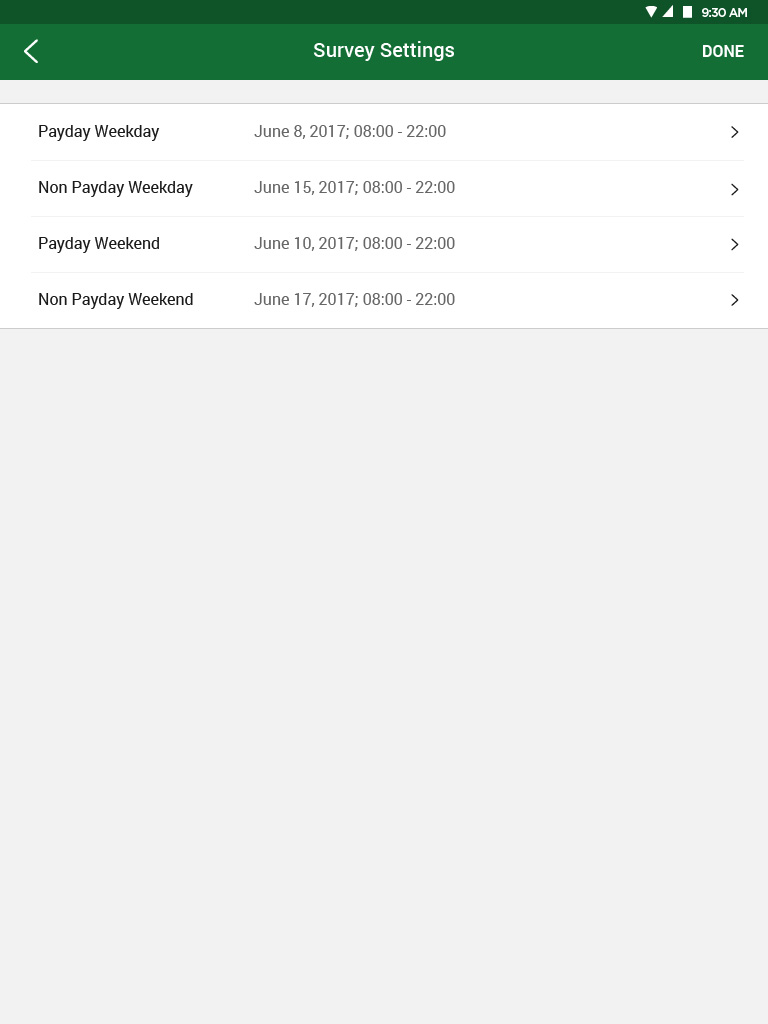 9:30 AM
Survey Settings
DONE
Payday Weekday
June 8, 2017; 08:00 - 22:00
Non Payday Weekday
June 15, 2017; 08:00 - 22:00
Payday Weekend
June 10, 2017; 08:00 - 22:00
Non Payday Weekend
June 17, 2017; 08:00 - 22:00